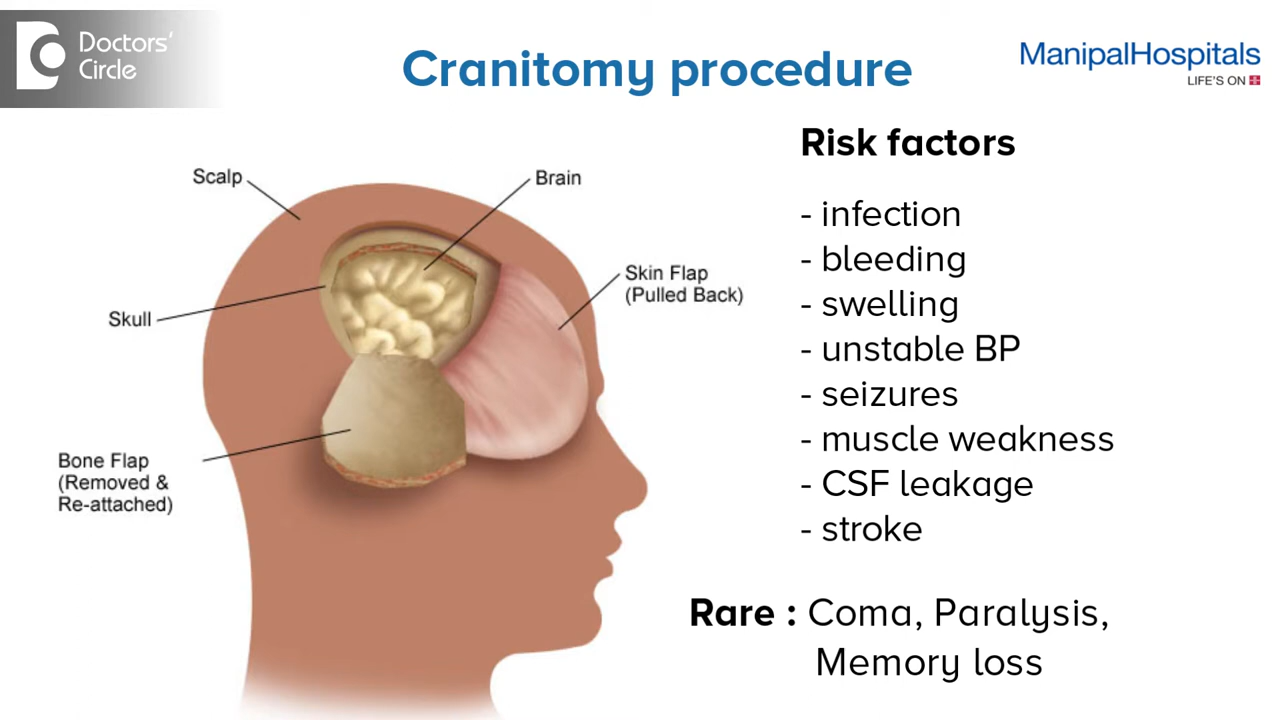 Doctors'
Circle
Cranitomy procedure
ManipalHospitals
LIFE'S ON
Scalp
Brain
Skin Flap
(Pulled Back)
Skull
Bone Flap
(Removed &
Re-attached)
Risk factors
- infection
- bleeding
- swelling
- unstable BP
- seizures
- muscle weakness
- CSF leakage
- stroke
Rare : Coma, Paralysis,
Memory loss